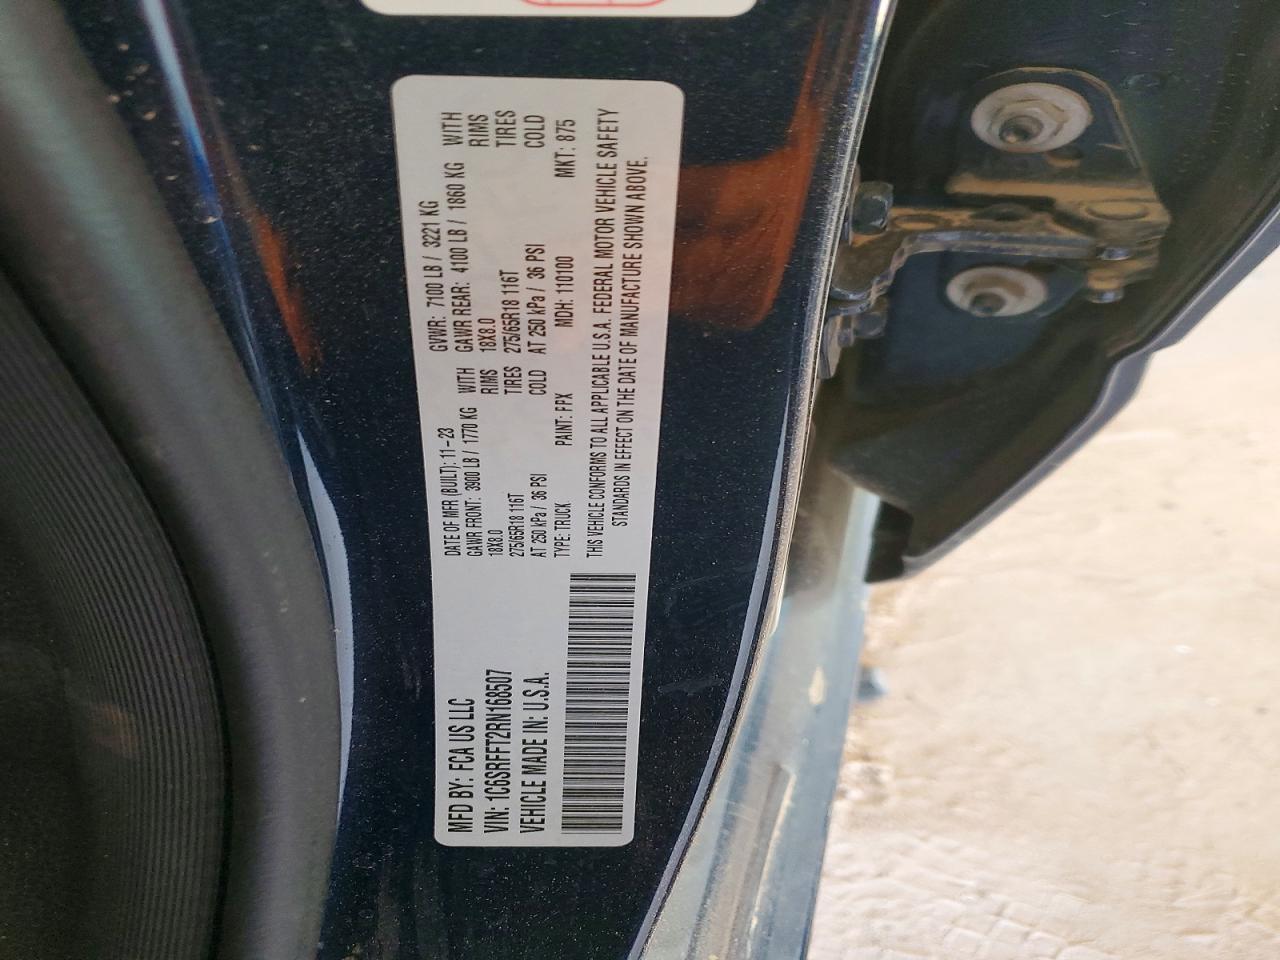 MFD BY: FCA US LLC
VIN: 1C6SRFFT2RN168507
VEHICLE MADE IN: U.S.A.
DATE OF MFR (BUILT): 11-23 GVWR: 7100 LB / 3221 KG
GAWR FRONT: 3900 LB / 1770 KG WITH GAWR REAR: 4100 LB / 1860 KG WITH
18X8.0 RIMS 18X8.0 RIMS
275/65R18 116T TIRES 275/65R18 116T TIRES
AT 250 kPa / 36 PSI COLD AT 250 kPa / 36 PSI COLD
TYPE: TRUCK PAINT: FPX MDH: 110100 MKT: 875
THIS VEHICLE CONFORMS TO ALL APPLICABLE U.S.A. FEDERAL MOTOR VEHICLE SAFETY
STANDARDS IN EFFECT ON THE DATE OF MANUFACTURE SHOWN ABOVE.